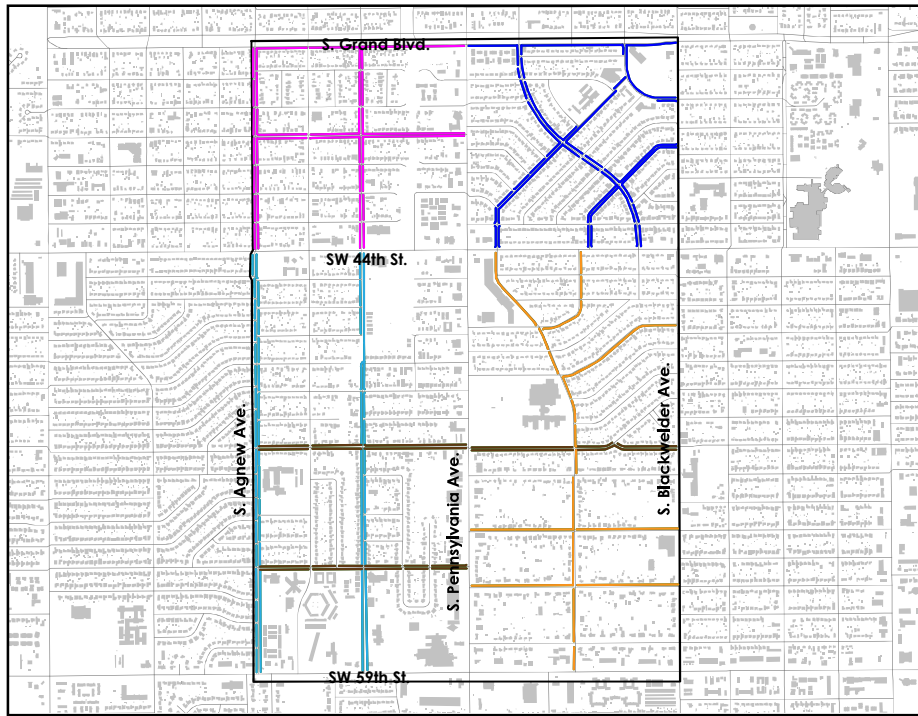 S. Grand Blvd.
SW 44th St.
S. Agnew Ave.
S. Pennsylvania Ave.
S. Blackwelder Ave.
SW 59th St.